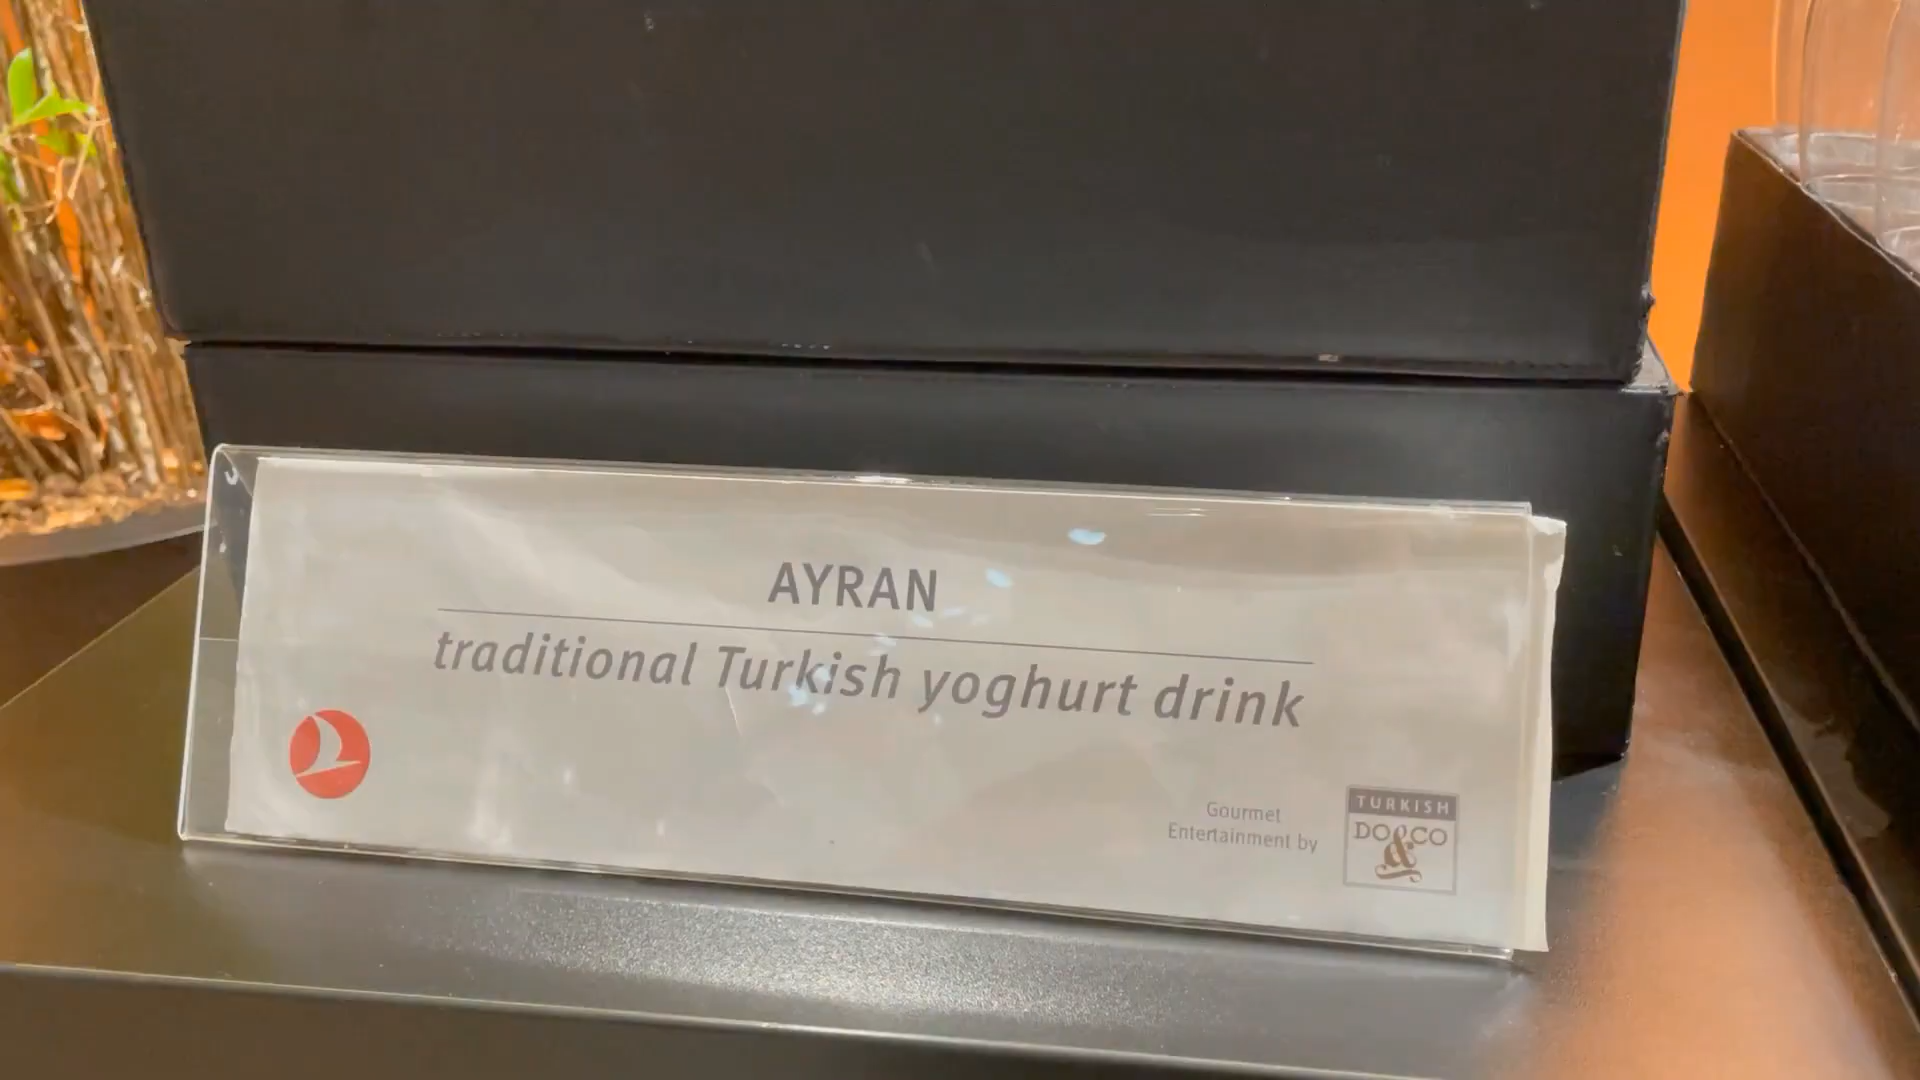 AYRAN
traditional Turkish yoghurt drink
Gourmet
Entertainment by
TURKISH
DO&CO